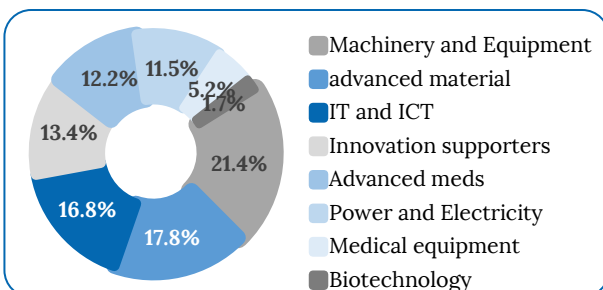 12.2%
11.5%
5.2%
1.7%
13.4%
21.4%
16.8%
17.8%
Machinery and Equipment
advanced material
IT and ICT
Innovation supporters
Advanced meds
Power and Electricity
Medical equipment
Biotechnology